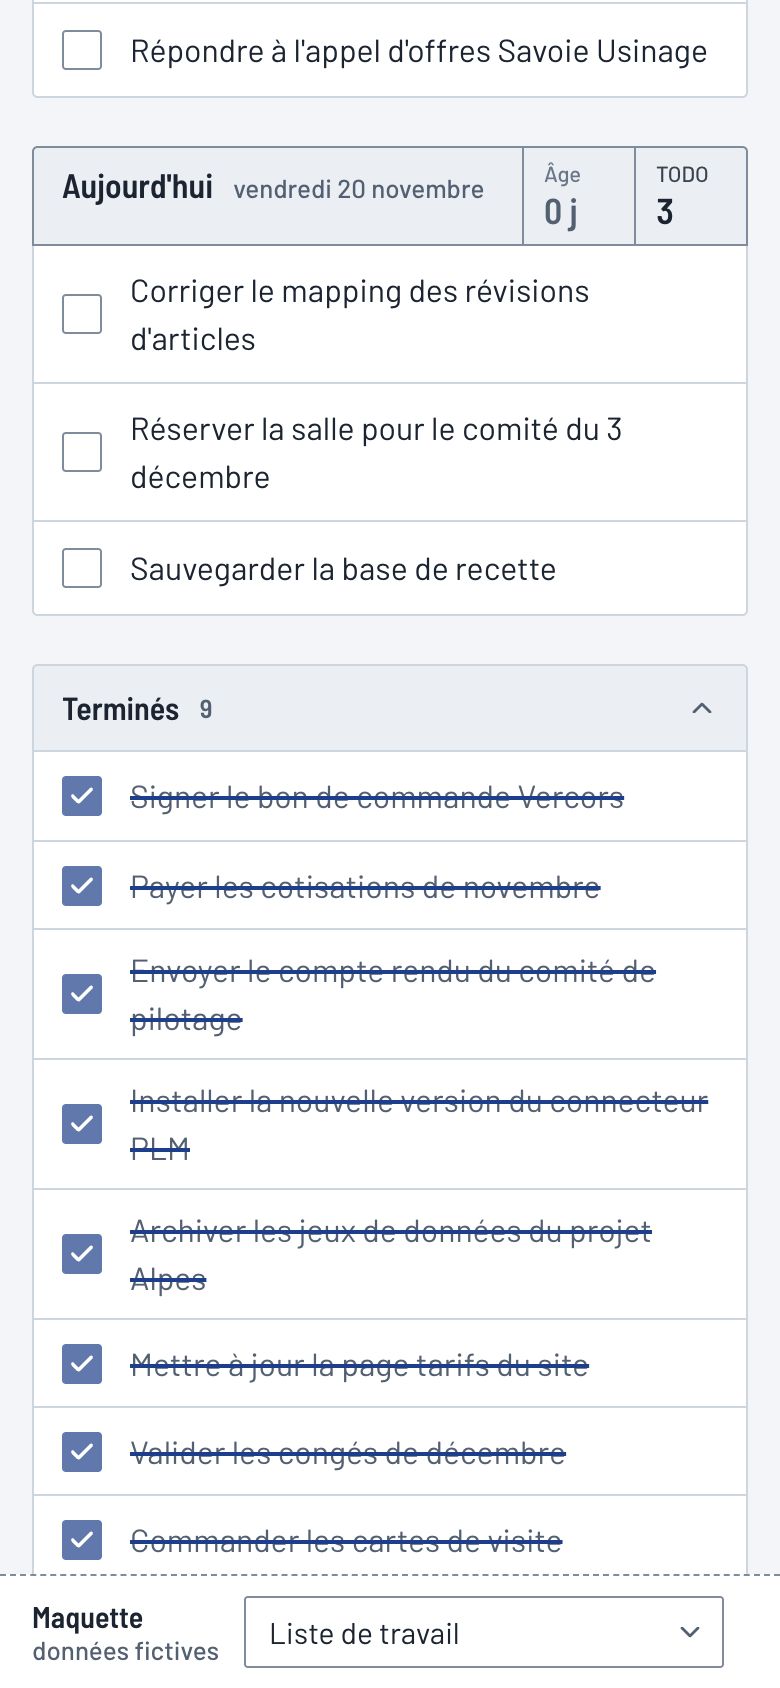 Répondre à l'appel d'offres Savoie Usinage
Aujourd'hui vendredi 20 novembre
Âge
0 j
TODO
3
Corriger le mapping des révisions
d'articles
Réserver la salle pour le comité du 3
décembre
Sauvegarder la base de recette
Terminés 9
Signer le bon de commande Vercors
Payer les cotisations de novembre
Envoyer le compte rendu du comité de
pilotage
Installer la nouvelle version du connecteur
PLM
Archiver les jeux de données du projet
Alpes
Mettre à jour la page tarifs du site
Valider les congés de décembre
Commander les cartes de visite
Maquette
données fictives
Liste de travail